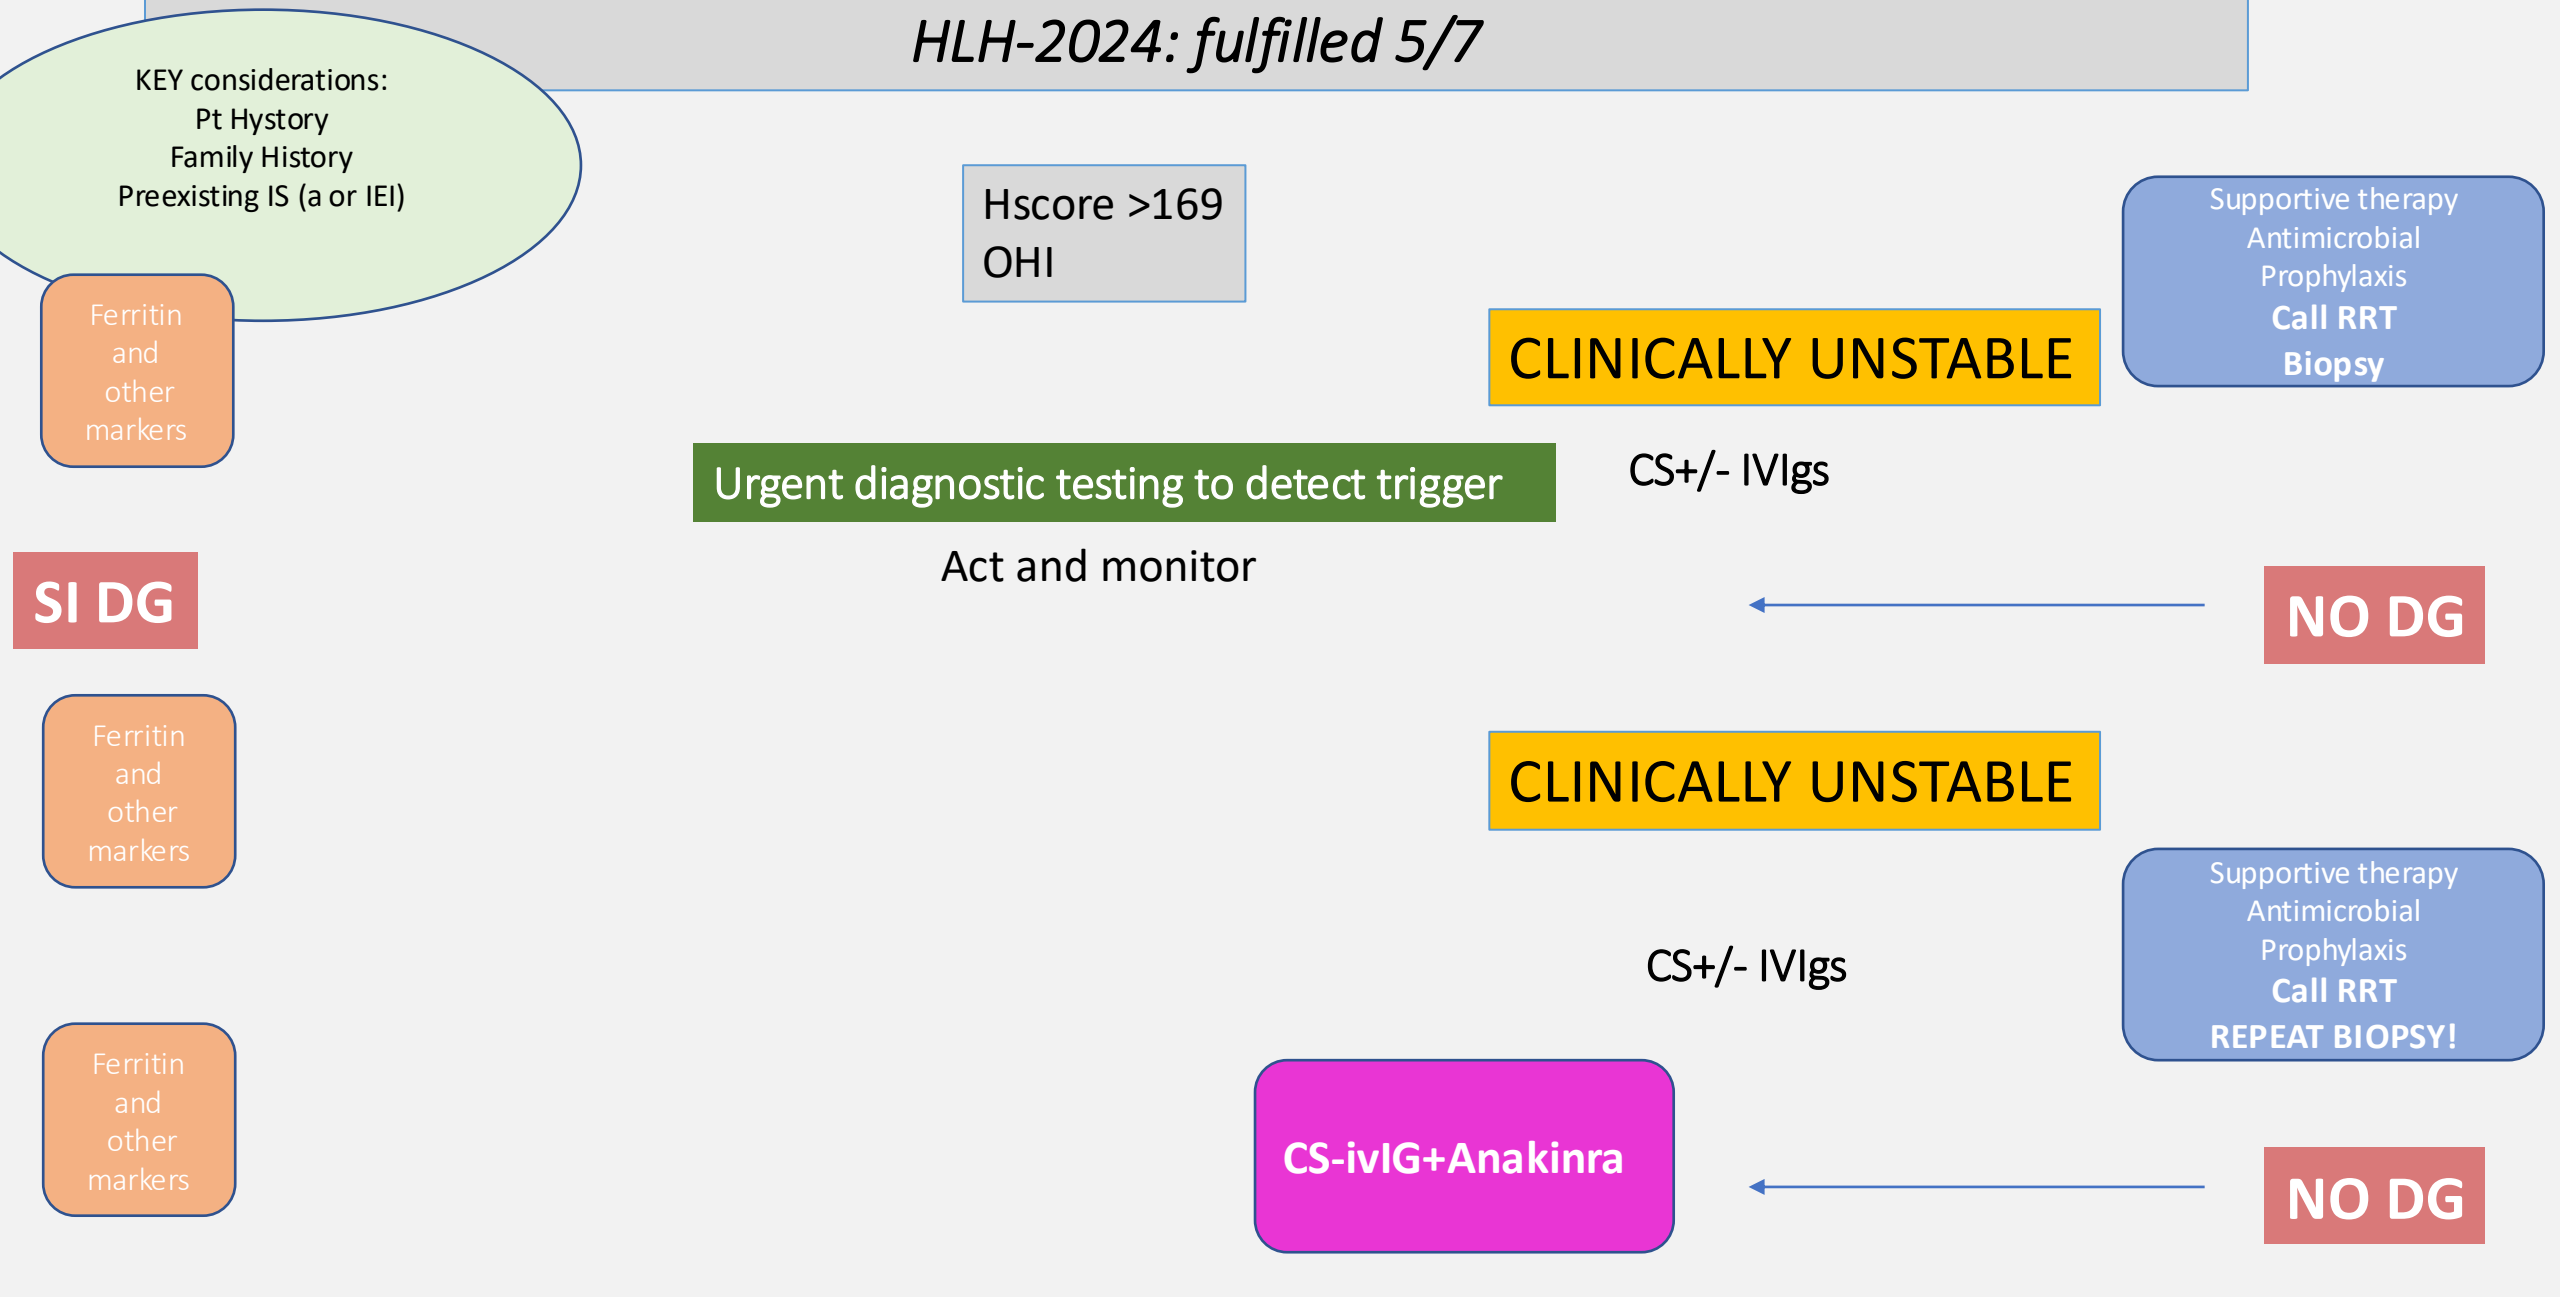 HLH-2024: fulfilled 5/7
KEY considerations:
Pt Hystory
Family History
Preexisting IS (a or IEI)
Hscore >169
OHI
Supportive therapy
Antimicrobial
Prophylaxis
Call RRT
Biopsy
Ferritin
and
other
markers
CLINICALLY UNSTABLE
Urgent diagnostic testing to detect trigger
CS+/- IVIgs
Act and monitor
SI DG
NO DG
Ferritin
and
other
markers
CLINICALLY UNSTABLE
Supportive therapy
Antimicrobial
Prophylaxis
Call RRT
REPEAT BIOPSY!
CS+/- IVIgs
Ferritin
and
other
markers
CS-ivIG+Anakinra
NO DG